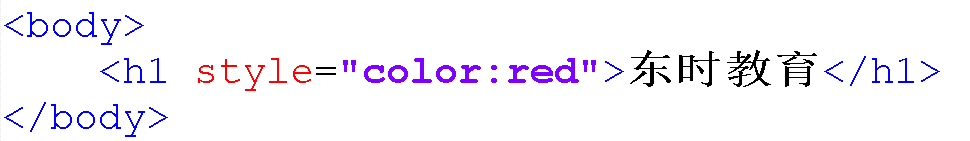 <body>
<h1 style="color:red">东时教育</h1>
</body>